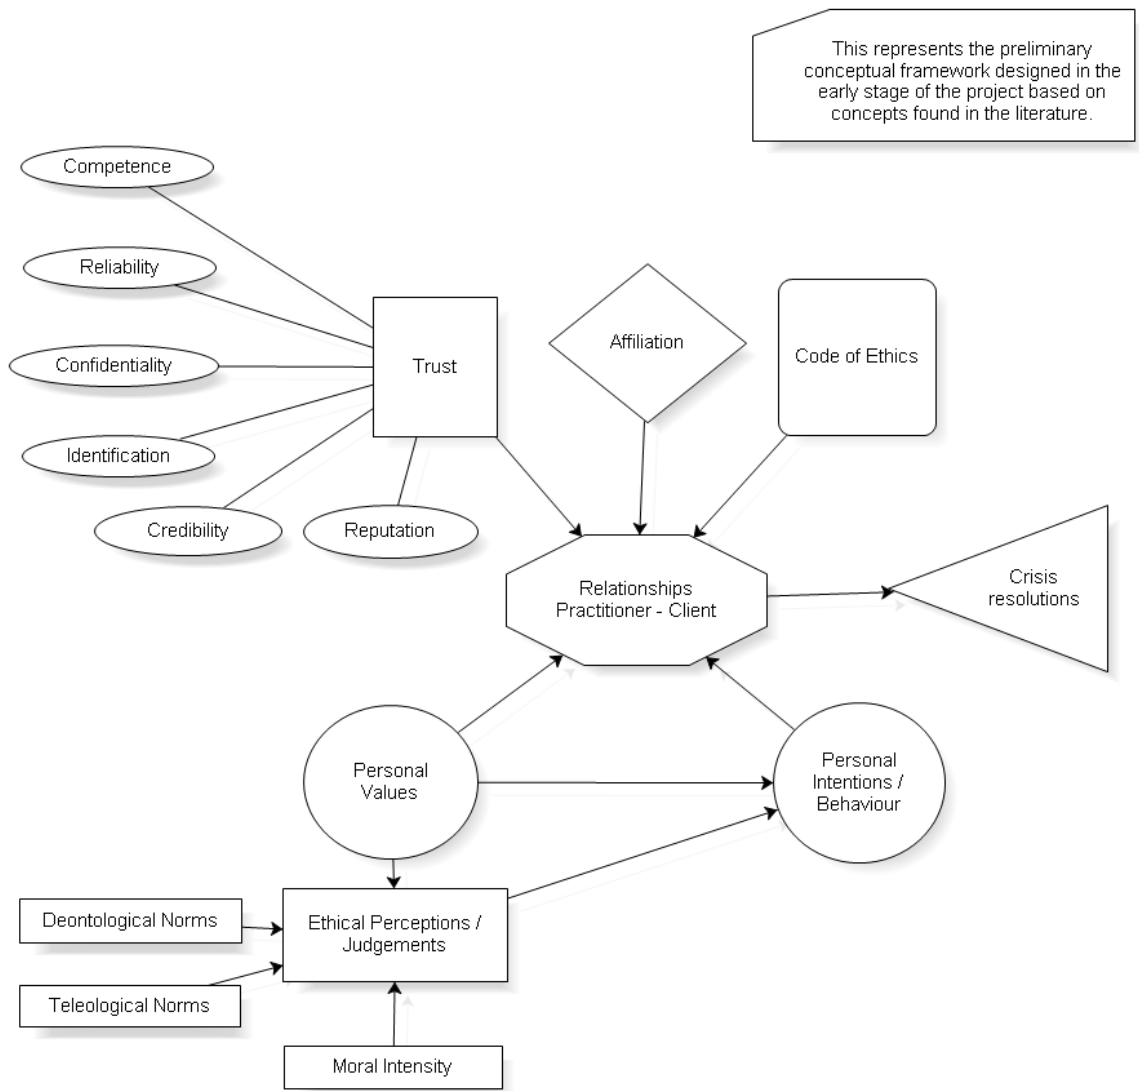 This represents the preliminary
conceptual framework designed in the
early stage of the project based on
concepts found in the literature.
Competence
Reliability
Confidentiality
Identification
Credibility
Reputation
Trust
Affiliation
Code of Ethics
Relationships
Practitioner - Client
Crisis
resolutions
Personal
Values
Personal
Intentions /
Behaviour
Deontological Norms
Teleological Norms
Ethical Perceptions /
Judgements
Moral Intensity